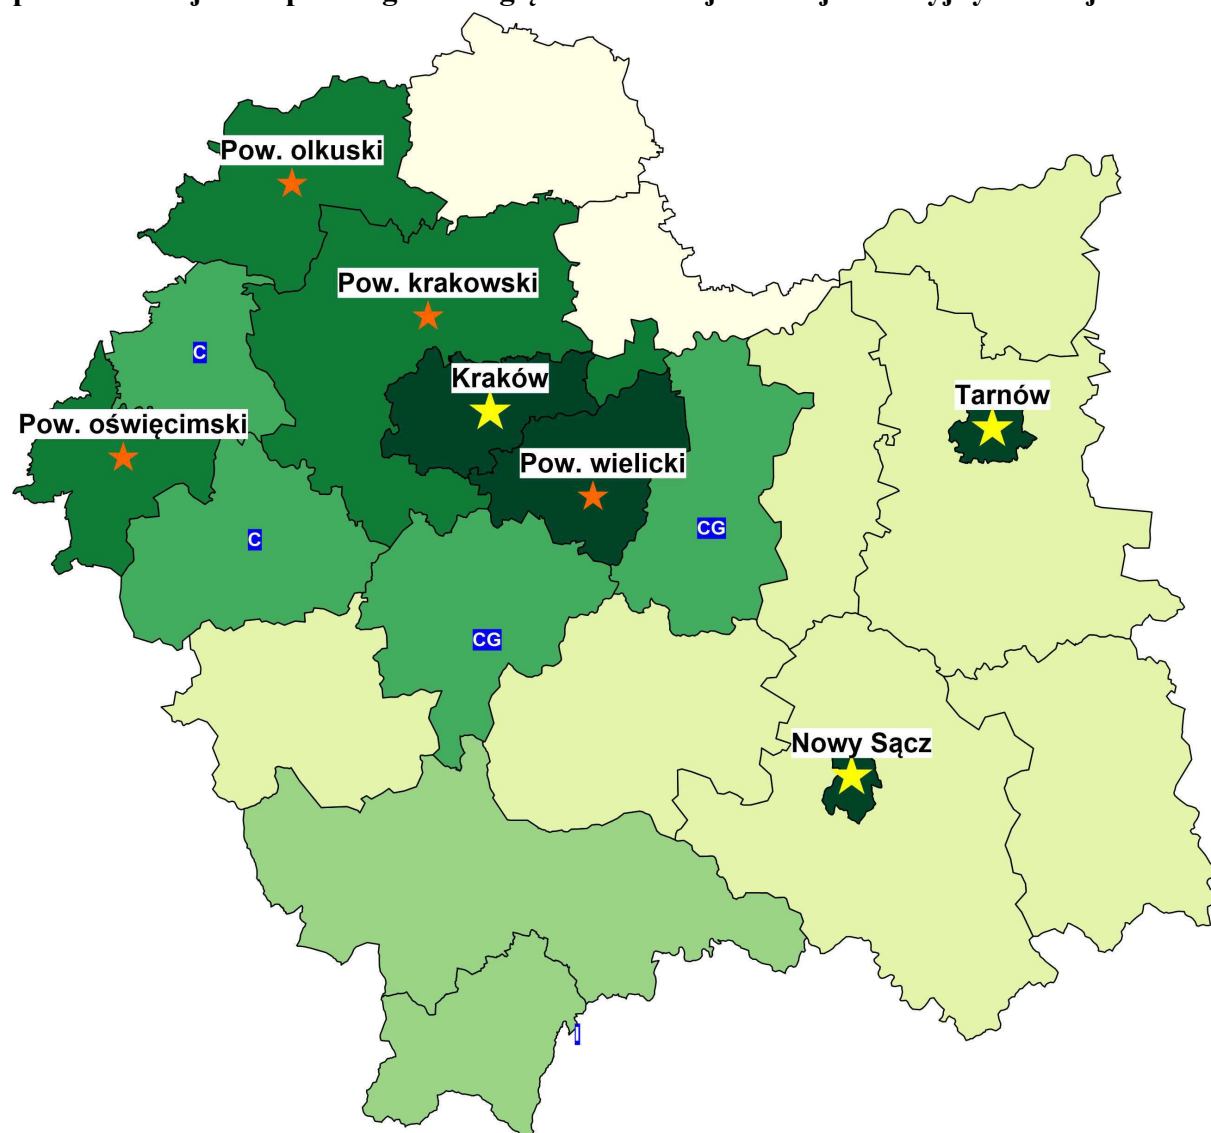 Pow. olkuski
Pow. krakowski
C
Kraków
Tarnów
Pow. oświęcimski
Pow. wielicki
CG
C
CG
Nowy Sącz
I